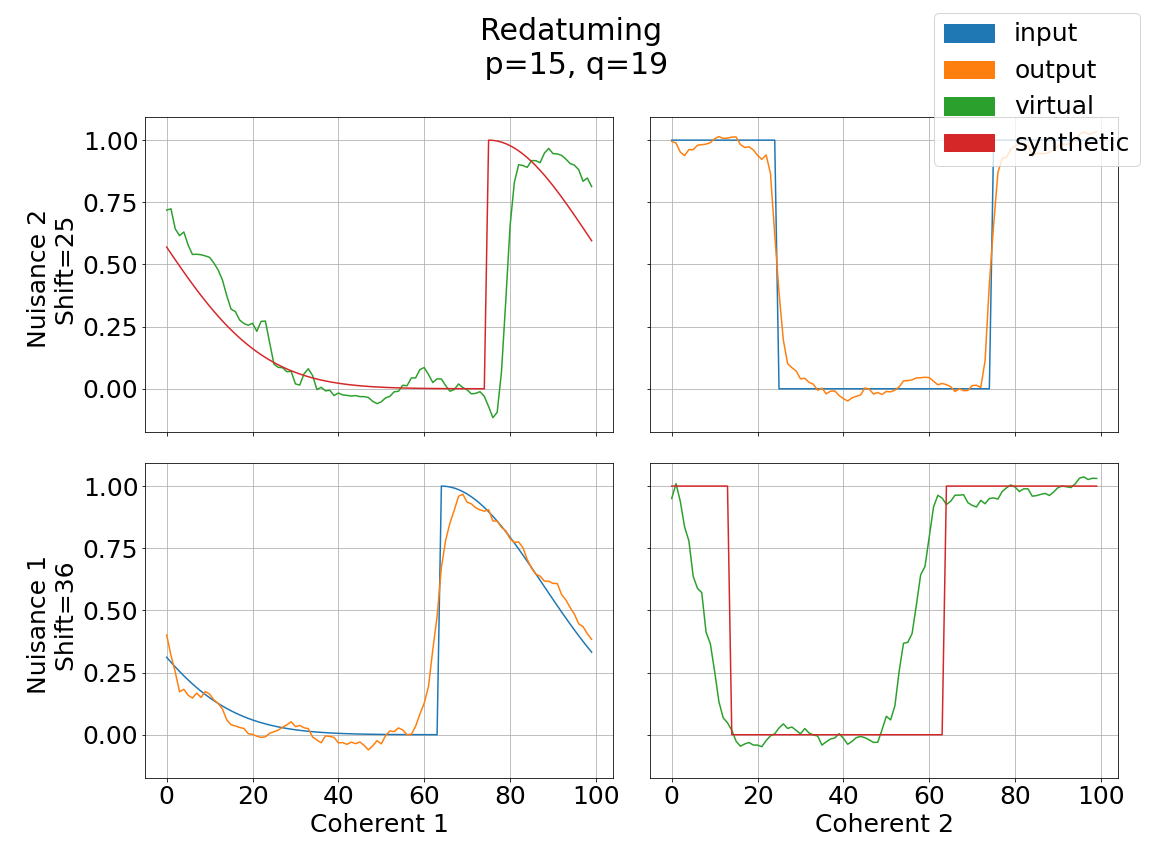 Redatuming
p=15, q=19
input
output
virtual
synthetic
Nuisance 2
Shift=25
1.00
0.75
0.50
0.25
0.00
Nuisance 1
Shift=36
1.00
0.75
0.50
0.25
0.00
0 20 40 60 80 100
0 20 40 60 80 100
Coherent 1
Coherent 2